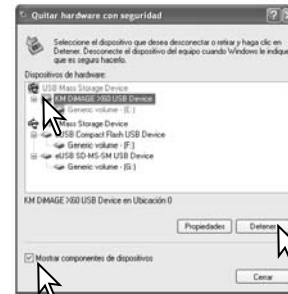 Quitar hardware con seguridad
Seleccione el dispositivo que desea desconectar o retirar y haga clic en
Detener. Desconecte el dispositivo del equipo cuando Windows le indique
que es seguro hacerlo.
Dispositivos de hardware:
USB Mass Storage Device
KM DiMAGE X60 USB Device
Generic volume - (E:)
Mass Storage Device
eUSB Compact Flash USB Device
Generic volume - (F:)
eUSB SD-MS-SM USB Device
Generic volume - (G:)
KM DiMAGE X60 USB Device en Ubicación 0
Propiedades
Detener
Mostrar componentes de dispositivos
Cerrar